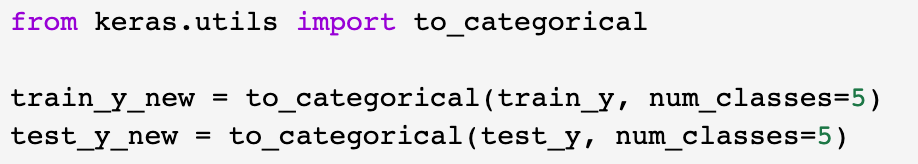 from keras.utils import to_categorical
train_y_new = to_categorical(train_y, num_classes=5)
test_y_new = to_categorical(test_y, num_classes=5)